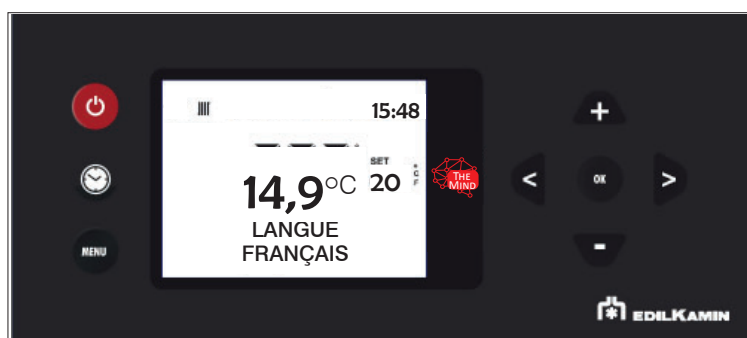 15:48
SET
14,9°C 20 °C
F
LANGUE
FRANÇAIS
MENU
THE
MIND
<
OK
>
+
-
EDILKAMIN